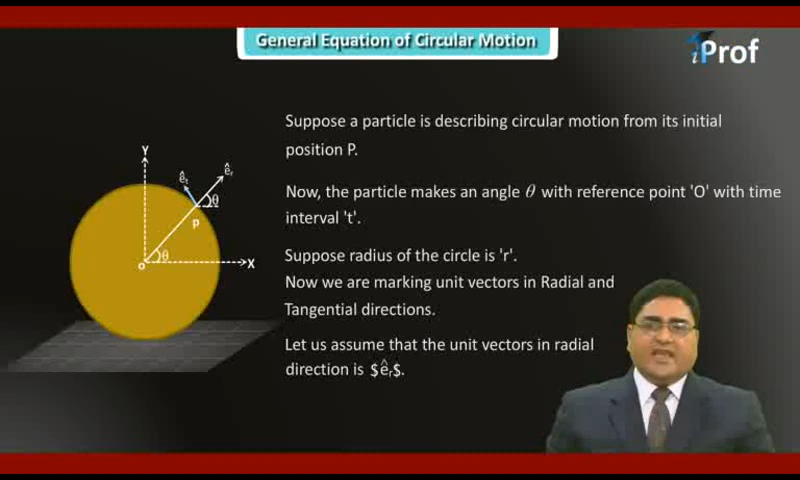 General Equation of Circular Motion
iProf
Suppose a particle is describing circular motion from its initial
position P.
Now, the particle makes an angle θ with reference point 'O' with time
interval 't'.
Suppose radius of the circle is 'r'.
Now we are marking unit vectors in Radial and
Tangential directions.
Let us assume that the unit vectors in radial
direction is $êᵣ$.
Y
êₜ
êᵣ
θ
P
θ
O
X